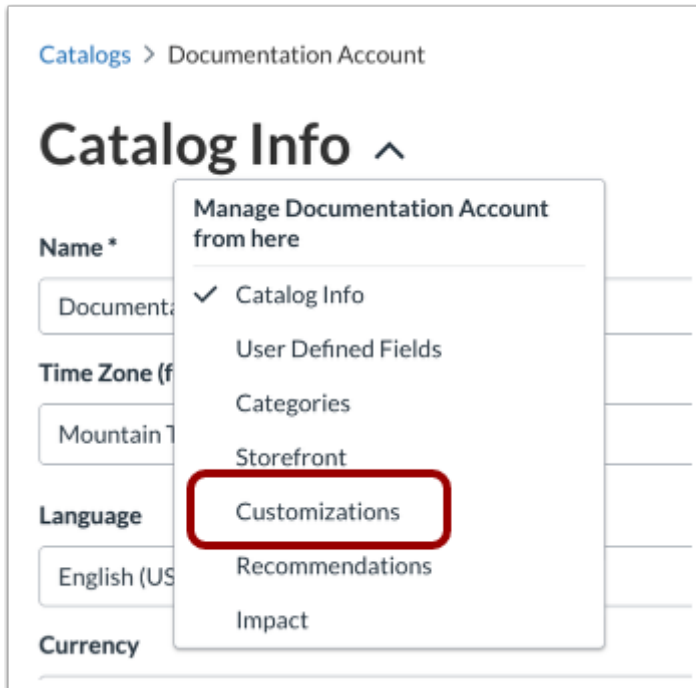 Catalogs > Documentation Account
Catalog Info
Manage Documentation Account
from here
Name *
Catalog Info
Documenta
User Defined Fields
Time Zone (f
Categories
Mountain T
Storefront
Customizations
Language
Recommendations
English (US
Impact
Currency